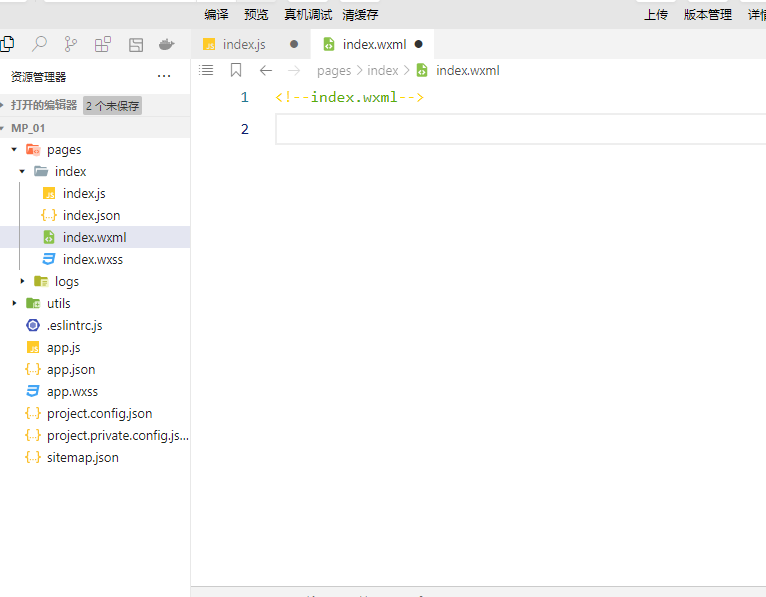 编译 预览 真机调试 清缓存 上传 版本管理
index.js index.wxml
资源管理器
pages index index.wxml
打开的编辑器 2 个未保存
1 <!--index.wxml-->
MP_01
2
pages
index
index.js
index.json
index.wxml
index.wxss
logs
utils
.eslintrc.js
app.js
app.json
app.wxss
project.config.json
project.private.config.js...
sitemap.json